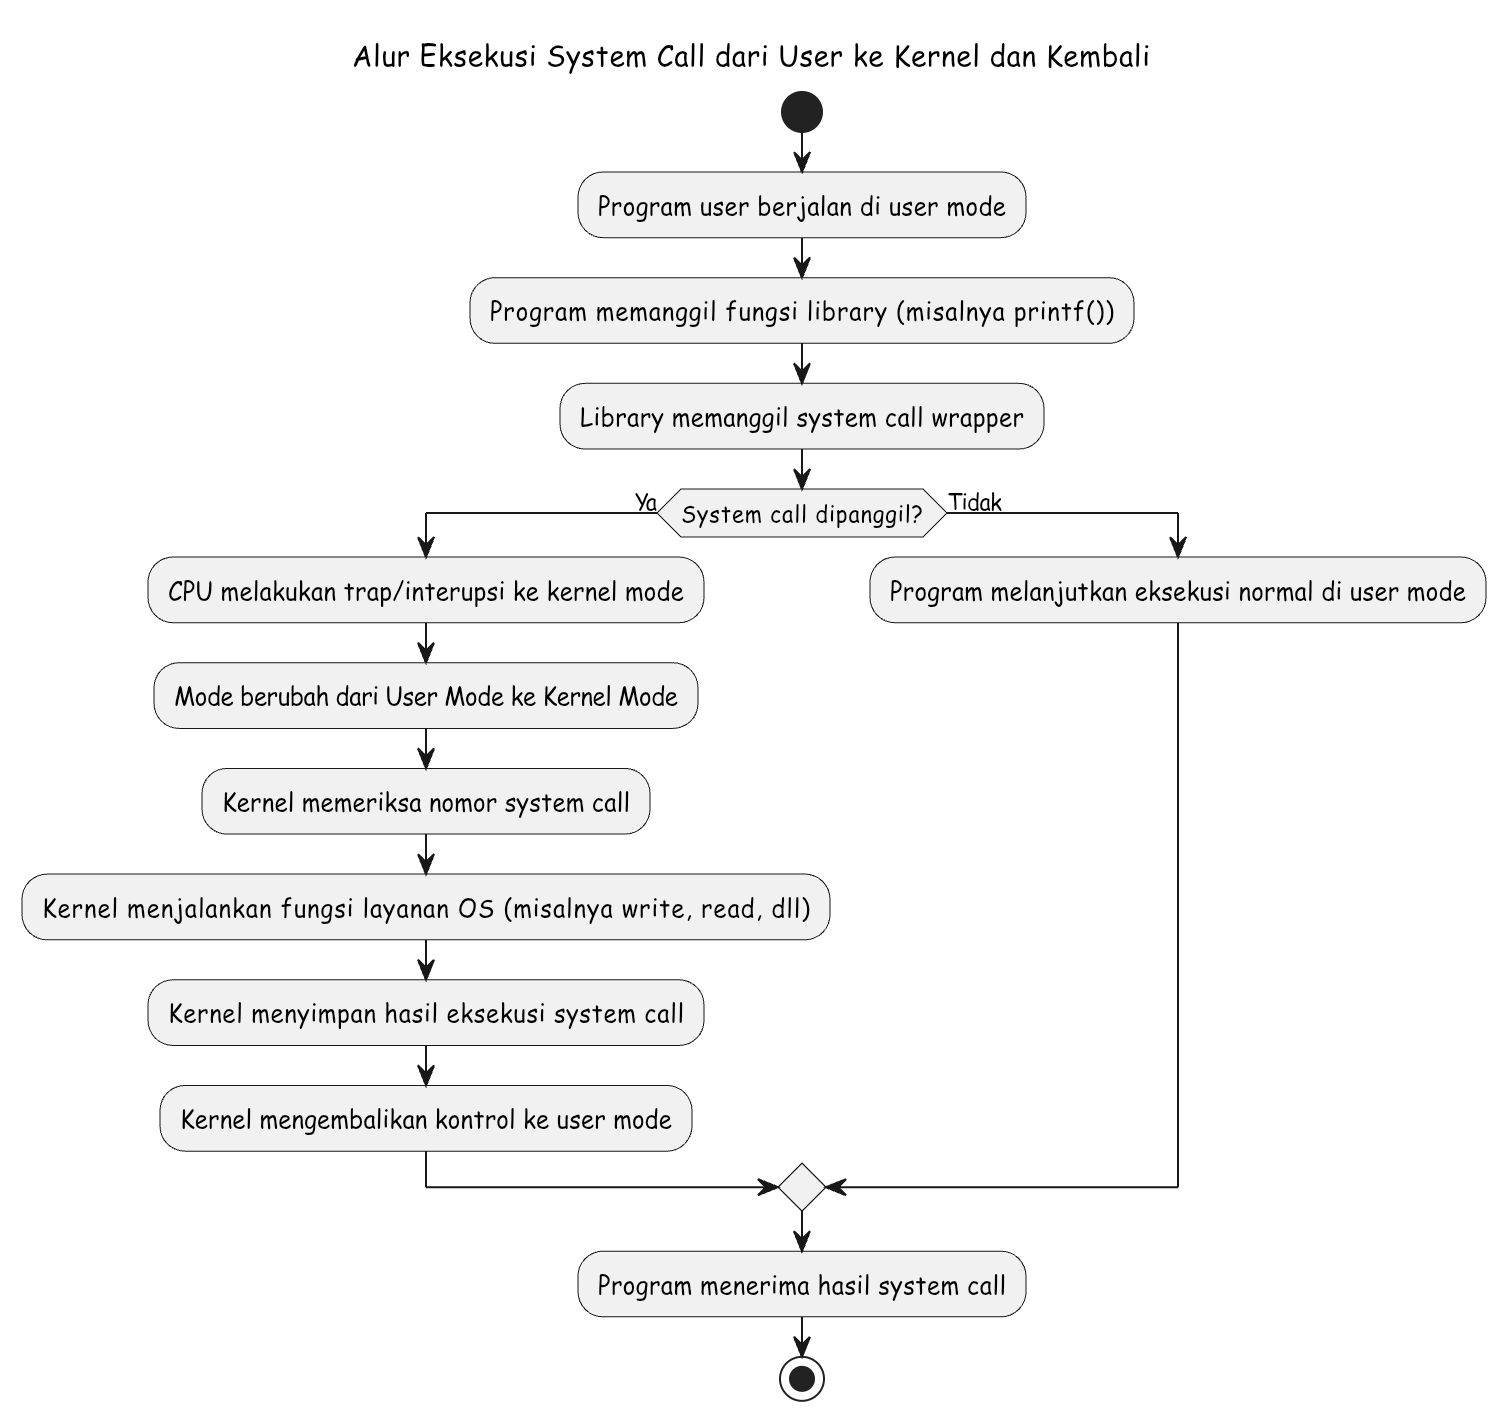 Alur Eksekusi System Call dari User ke Kernel dan Kembali
Program user berjalan di user mode
Program memanggil fungsi library (misalnya printf())
Library memanggil system call wrapper
Ya
System call dipanggil?
Tidak
CPU melakukan trap/interupsi ke kernel mode
Program melanjutkan eksekusi normal di user mode
Mode berubah dari User Mode ke Kernel Mode
Kernel memeriksa nomor system call
Kernel menjalankan fungsi layanan OS (misalnya write, read, dll)
Kernel menyimpan hasil eksekusi system call
Kernel mengembalikan kontrol ke user mode
Program menerima hasil system call